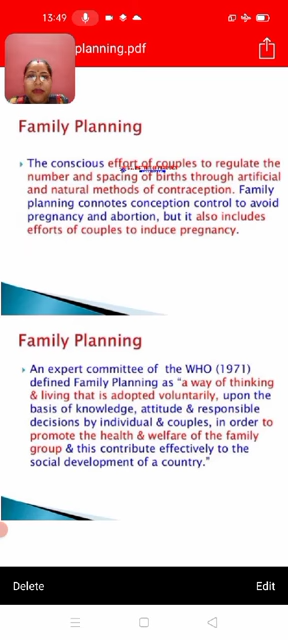 13:49
planning.pdf
Family Planning
The conscious effort of couples to regulate the
number and spacing of births through artificial
and natural methods of contraception. Family
planning connotes conception control to avoid
pregnancy and abortion, but it also includes
efforts of couples to induce pregnancy.
Family Planning
An expert committee of the WHO (1971)
defined Family Planning as "a way of thinking
& living that is adopted voluntarily, upon the
basis of knowledge, attitude & responsible
decisions by individual & couples, in order to
promote the health & welfare of the family
group & this contribute effectively to the
social development of a country."
Delete
Edit